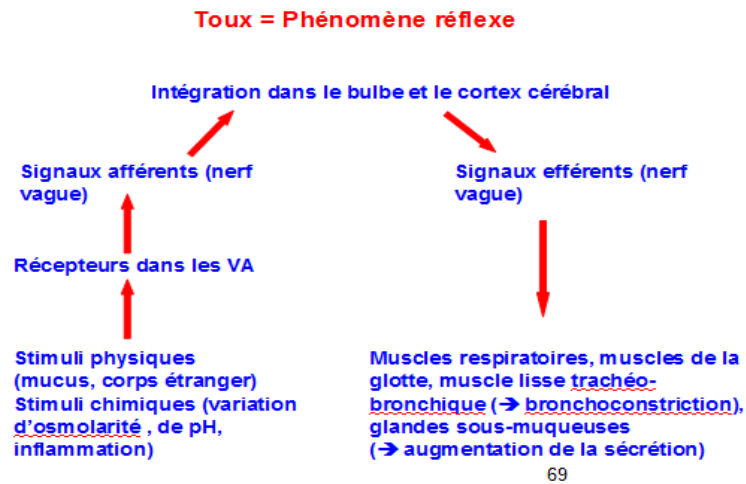 Toux = Phénomène réflexe
Intégration dans le bulbe et le cortex cérébral
Signaux afférents (nerf
vague)
Signaux efférents (nerf
vague)
Récepteurs dans les VA
Stimuli physiques
(mucus, corps étranger)
Stimuli chimiques (variation
d'osmolarité , de pH,
inflammation)
Muscles respiratoires, muscles de la
glotte, muscle lisse trachéo-
bronchique (➔ bronchoconstriction),
glandes sous-muqueuses
(➔ augmentation de la sécrétion)
69